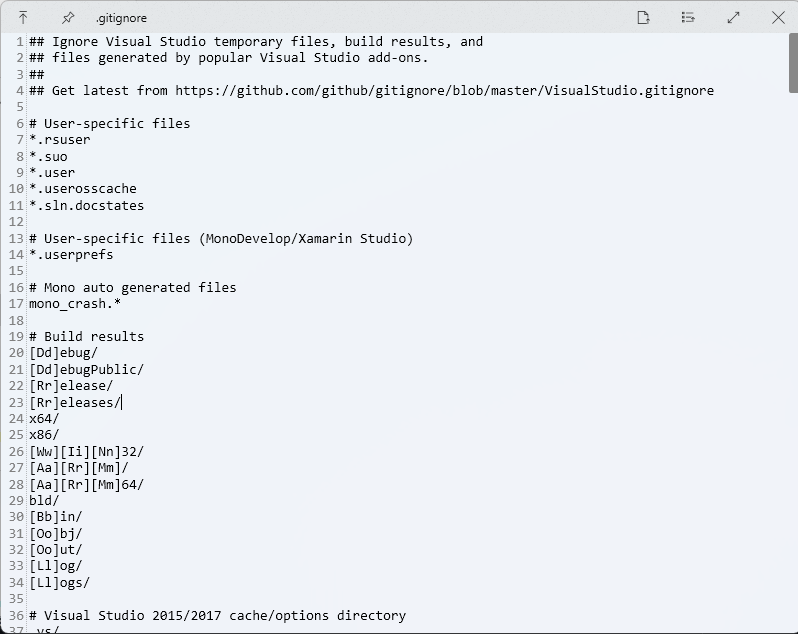 .gitignore
1 ## Ignore Visual Studio temporary files, build results, and
2 ## files generated by popular Visual Studio add-ons.
3 ##
4 ## Get latest from https://github.com/github/gitignore/blob/master/VisualStudio.gitignore
5
6 # User-specific files
7 *.rsuser
8 *.suo
9 *.user
10 *.userosscache
11 *.sln.docstates
12
13 # User-specific files (MonoDevelop/Xamarin Studio)
14 *.userprefs
15
16 # Mono auto generated files
17 mono_crash.*
18
19 # Build results
20 [Dd]ebug/
21 [Dd]ebugPublic/
22 [Rr]elease/
23 [Rr]eleases/
24 x64/
25 x86/
26 [Ww][Ii][Nn]32/
27 [Aa][Rr][Mm]/
28 [Aa][Rr][Mm]64/
29 bld/
30 [Bb]in/
31 [Oo]bj/
32 [Oo]ut/
33 [Ll]og/
34 [Ll]ogs/
35
36 # Visual Studio 2015/2017 cache/options directory
37 .vs/